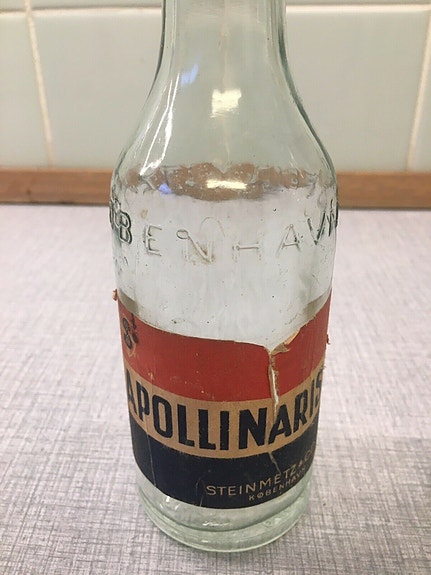 BENHAV
APOLLINARIS
STEINMETZ & C
KØBENHAVN